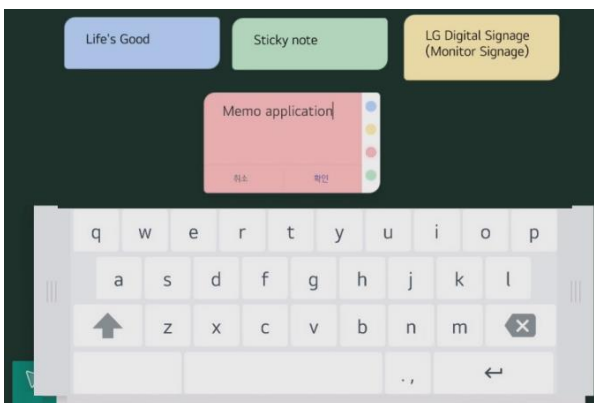 Life's Good
Sticky note
LG Digital Signage
(Monitor Signage)
Memo application
취소 확인
q w e r t y u i o p
a s d f g h j k l
z x c v b n m
. ,